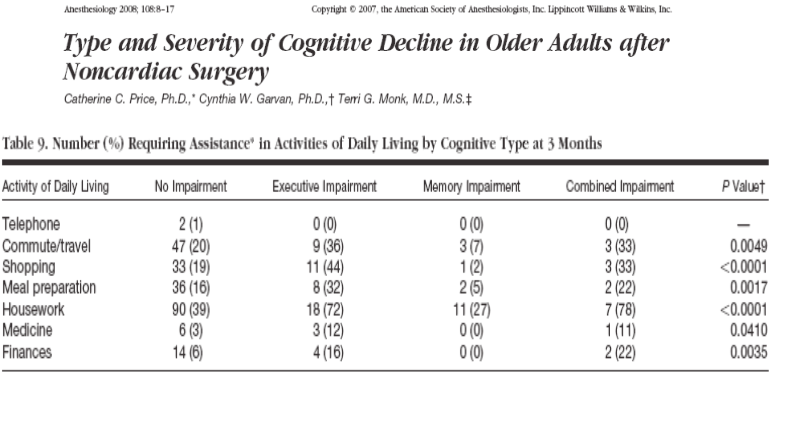 Anesthesiology 2008; 108:8–17 Copyright © 2007, the American Society of Anesthesiologists, Inc. Lippincott Williams & Wilkins, Inc.
Type and Severity of Cognitive Decline in Older Adults after
Noncardiac Surgery
Catherine C. Price, Ph.D.,* Cynthia W. Garvan, Ph.D.,† Terri G. Monk, M.D., M.S.‡
Table 9. Number (%) Requiring Assistance* in Activities of Daily Living by Cognitive Type at 3 Months
Activity of Daily Living No Impairment Executive Impairment Memory Impairment Combined Impairment P Value†
Telephone 2 (1) 0 (0) 0 (0) 0 (0) —
Commute/travel 47 (20) 9 (36) 3 (7) 3 (33) 0.0049
Shopping 33 (19) 11 (44) 1 (2) 3 (33) <0.0001
Meal preparation 36 (16) 8 (32) 2 (5) 2 (22) 0.0017
Housework 90 (39) 18 (72) 11 (27) 7 (78) <0.0001
Medicine 6 (3) 3 (12) 0 (0) 1 (11) 0.0410
Finances 14 (6) 4 (16) 0 (0) 2 (22) 0.0035